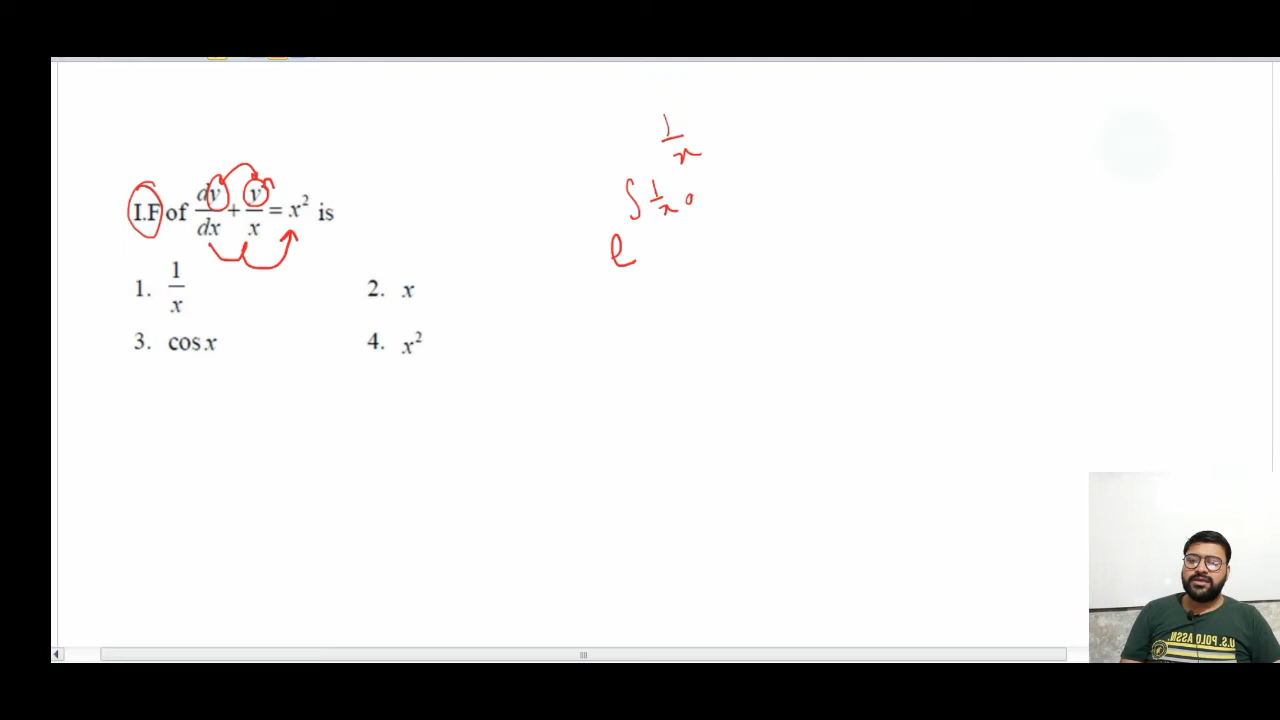 I.F of dy/dx + y/x = x² is
1. 1/x
2. x
3. cos x
4. x²
1/x
∫ 1/x
e
U.S. POLO ASSN.